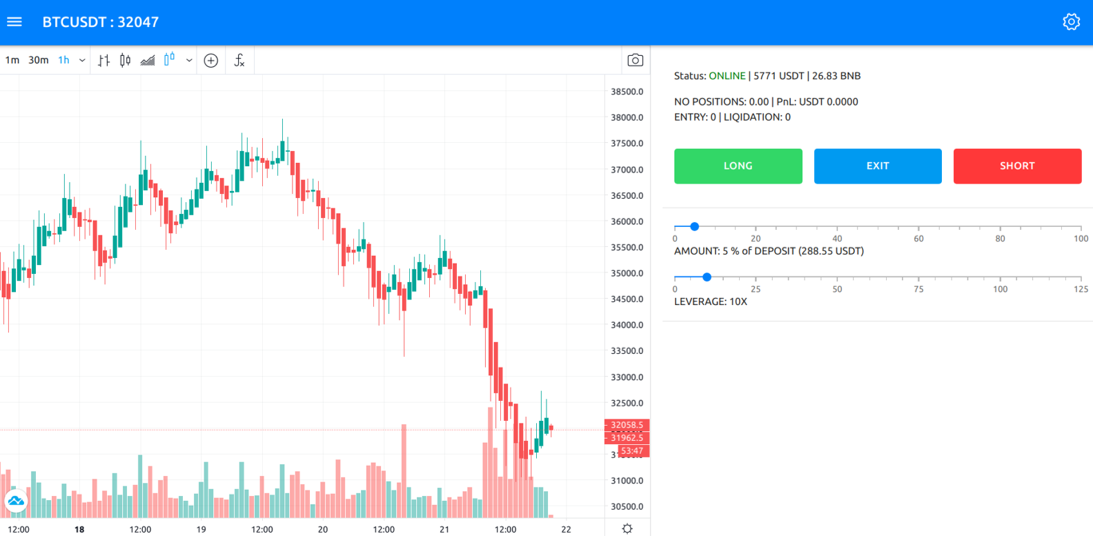 BTCUSDT : 32047
1m 30m 1h
Status: ONLINE | 5771 USDT | 26.83 BNB
NO POSITIONS: 0.00 | PnL: USDT 0.0000
ENTRY: 0 | LIQIDATION: 0
LONG EXIT SHORT
0 20 40 60 80 100
AMOUNT: 5 % of DEPOSIT (288.55 USDT)
0 25 50 75 100 125
LEVERAGE: 10X
38500.0
38000.0
37500.0
37000.0
36500.0
36000.0
35500.0
35000.0
34500.0
34000.0
33500.0
33000.0
32500.0
32058.5
31962.5
53:47
31000.0
30500.0
12:00 18 12:00 19 12:00 20 12:00 21 12:00 22